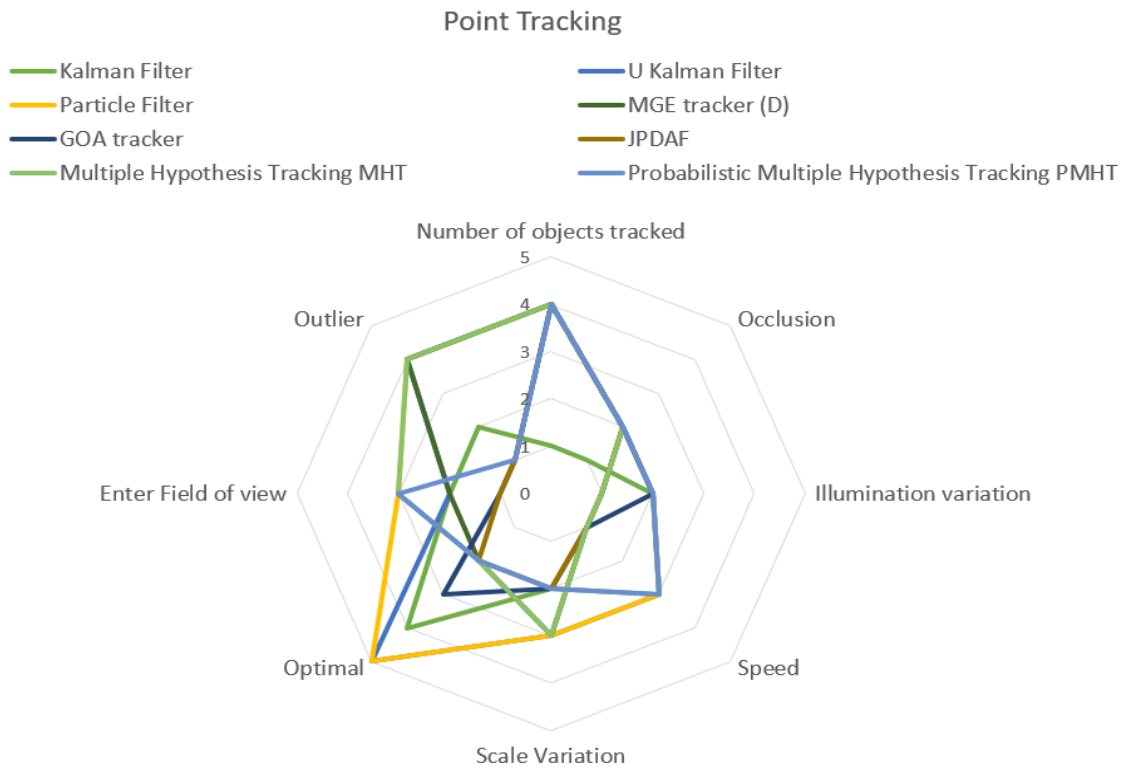 Point Tracking
Kalman Filter
U Kalman Filter
Particle Filter
MGE tracker (D)
GOA tracker
JPDAF
Multiple Hypothesis Tracking MHT
Probabilistic Multiple Hypothesis Tracking PMHT
Number of objects tracked
5
Outlier
4
Occlusion
3
2
1
Enter Field of view
0
Illumination variation
Optimal
Speed
Scale Variation